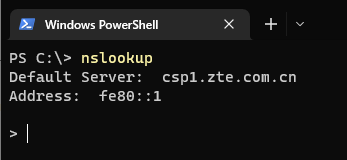 Windows PowerShell
PS C:\> nslookup
Default Server:  csp1.zte.com.cn
Address:  fe80::1
>